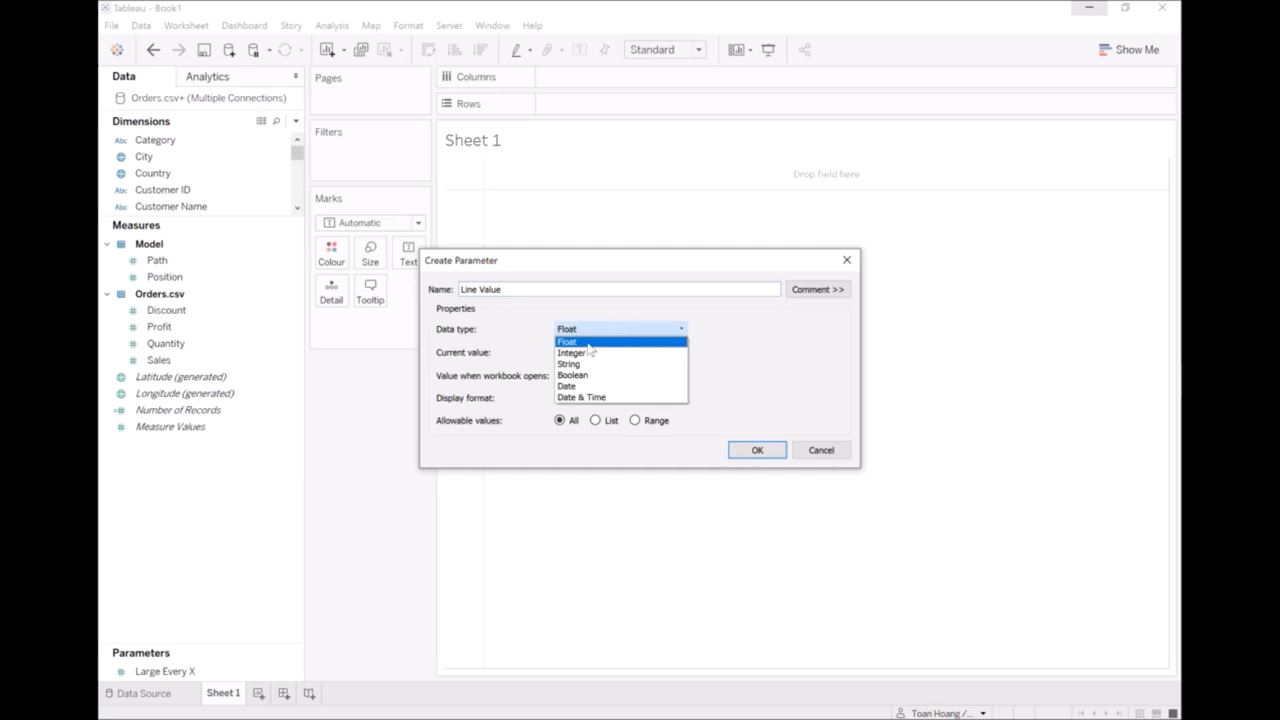 Tableau - Book1
File Data Worksheet Dashboard Story Analysis Map Format Server Window Help
Standard
Show Me
Data Analytics
Orders.csv+ (Multiple Connections)
Dimensions
Abc Category
City
Country
Abc Customer ID
Abc Customer Name
Measures
Model
Path
Position
Orders.csv
Discount
Profit
Quantity
Sales
Latitude (generated)
Longitude (generated)
Number of Records
Measure Values
Parameters
Large Every X
Pages
Filters
Marks
Automatic
Colour Size Text
Detail Tooltip
Columns
Rows
Sheet 1
Drop field here
Create Parameter
Name: Line Value Comment >>
Properties
Data type: Float
Float
Integer
String
Boolean
Date
Date & Time
Current value:
Value when workbook opens:
Display format:
Allowable values: All List Range
OK Cancel
Data Source Sheet 1
Toan Hoang /...